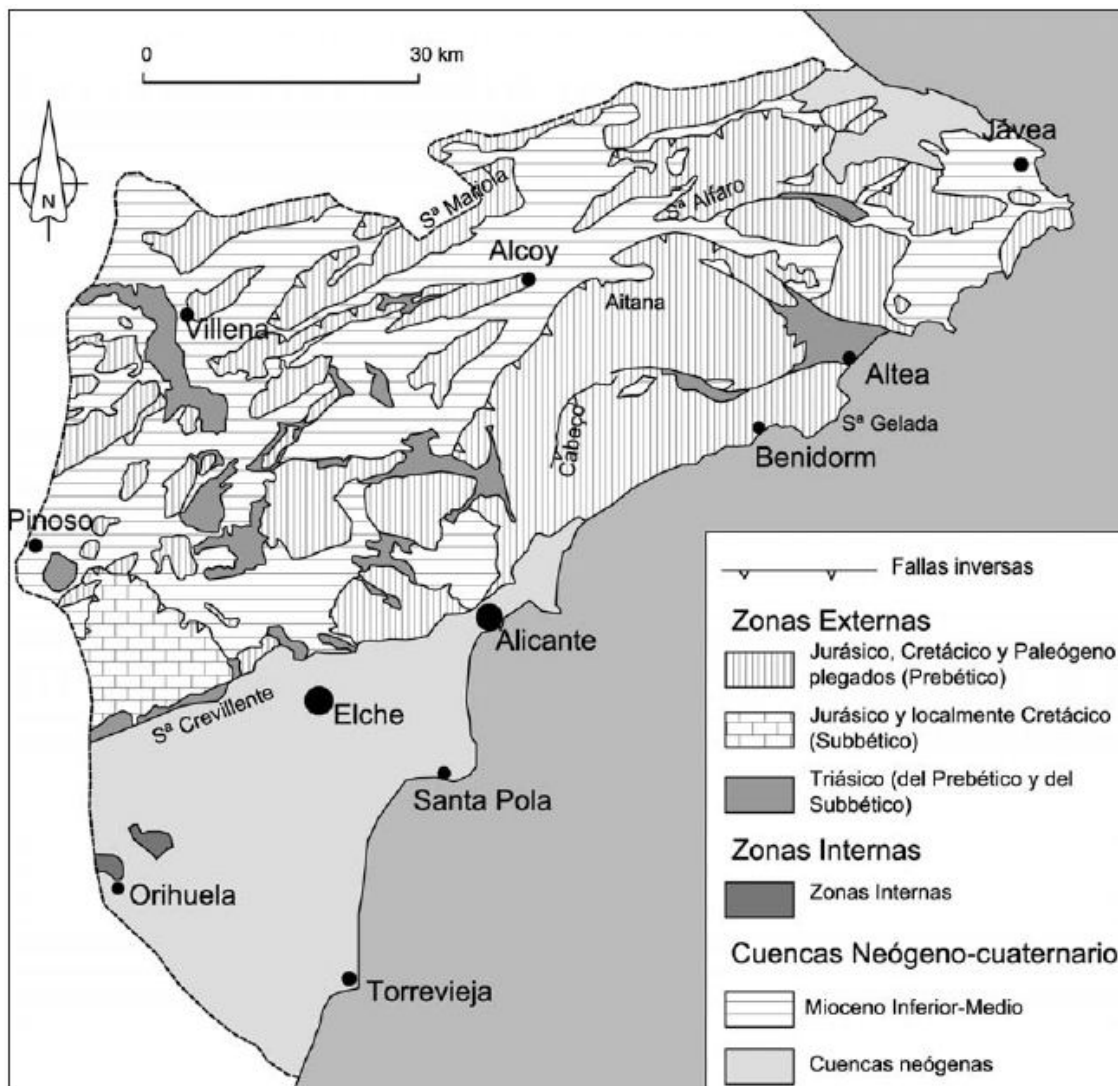 0
30 km
N
Jávea
Sª Mariola
Sª Alfaro
Alcoy
Aitana
Villena
Altea
Sª Gelada
Cabeço
Benidorm
Pinoso
Alicante
Sª Crevillente
Elche
Santa Pola
Orihuela
Torrevieja
Fallas inversas
Zonas Externas
Jurásico, Cretácico y Paleógeno
plegados (Prebético)
Jurásico y localmente Cretácico
(Subbético)
Triásico (del Prebético y del
Subbético)
Zonas Internas
Zonas Internas
Cuencas Neógeno-cuaternario
Mioceno Inferior-Medio
Cuencas neógenas